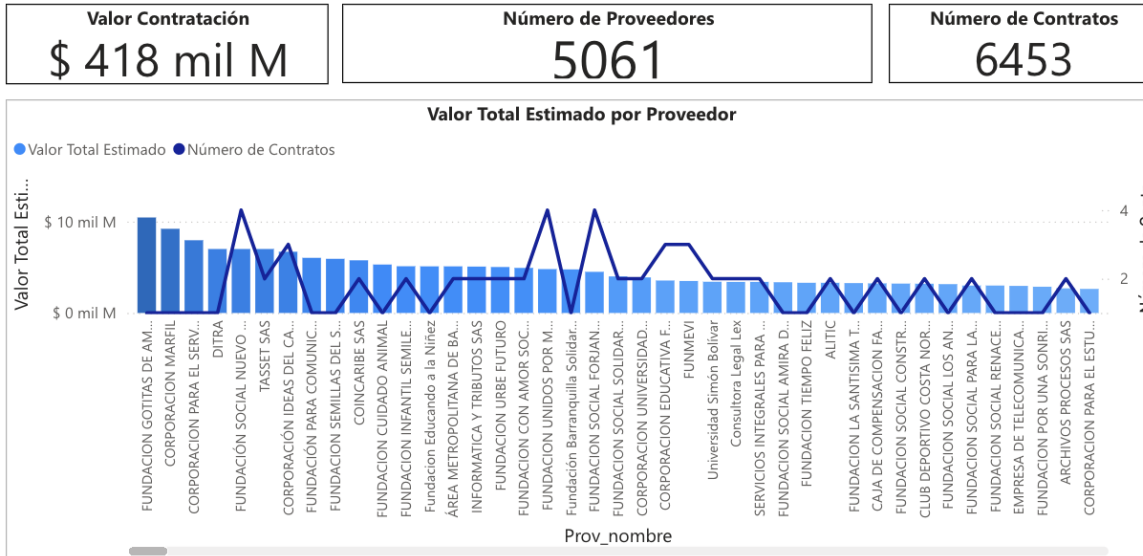 Valor Contratación
$ 418 mil M
Número de Proveedores
5061
Número de Contratos
6453
Valor Total Estimado por Proveedor
Valor Total Estimado
Número de Contratos
Valor Total Esti...
$ 10 mil M
$ 0 mil M
4
2
FUNDACION GOTITAS DE AM...
CORPORACION MARFIL
CORPORACION PARA EL SERV...
DITRA
FUNDACIÓN SOCIAL NUEVO ...
TASSET SAS
CORPORACIÓN IDEAS DEL CA...
FUNDACIÓN PARA COMUNIC...
FUNDACION SEMILLAS DEL S...
COINCARIBE SAS
FUNDACION CUIDADO ANIMAL
FUNDACION INFANTIL SEMILE...
Fundacion Educando a la Niñez
ÁREA METROPOLITANA DE BA...
INFORMATICA Y TRIBUTOS SAS
FUNDACION URBE FUTURO
FUNDACION CON AMOR SOC...
FUNDACION UNIDOS POR M...
Fundación Barranquilla Solidar...
FUNDACION SOCIAL FORJAN...
FUNDACION SOCIAL SOLIDAR...
CORPORACION UNIVERSIDAD...
CORPORACION EDUCATIVA F...
FUNMEVI
Universidad Simón Bolívar
Consultora Legal Lex
SERVICIOS INTEGRALES PARA ...
FUNDACION SOCIAL AMIRA D...
FUNDACION TIEMPO FELIZ
ALITIC
FUNDACION LA SANTISIMA T...
CAJA DE COMPENSACION FA...
FUNDACION SOCIAL CONSTR...
CLUB DEPORTIVO COSTA NOR...
FUNDACION SOCIAL LOS AN...
FUNDACION SOCIAL PARA LA...
FUNDACION SOCIAL RENACE...
EMPRESA DE TELECOMUNICA...
FUNDACION POR UNA SONRI...
ARCHIVOS PROCESOS SAS
CORPORACION PARA EL ESTU...
Prov_nombre